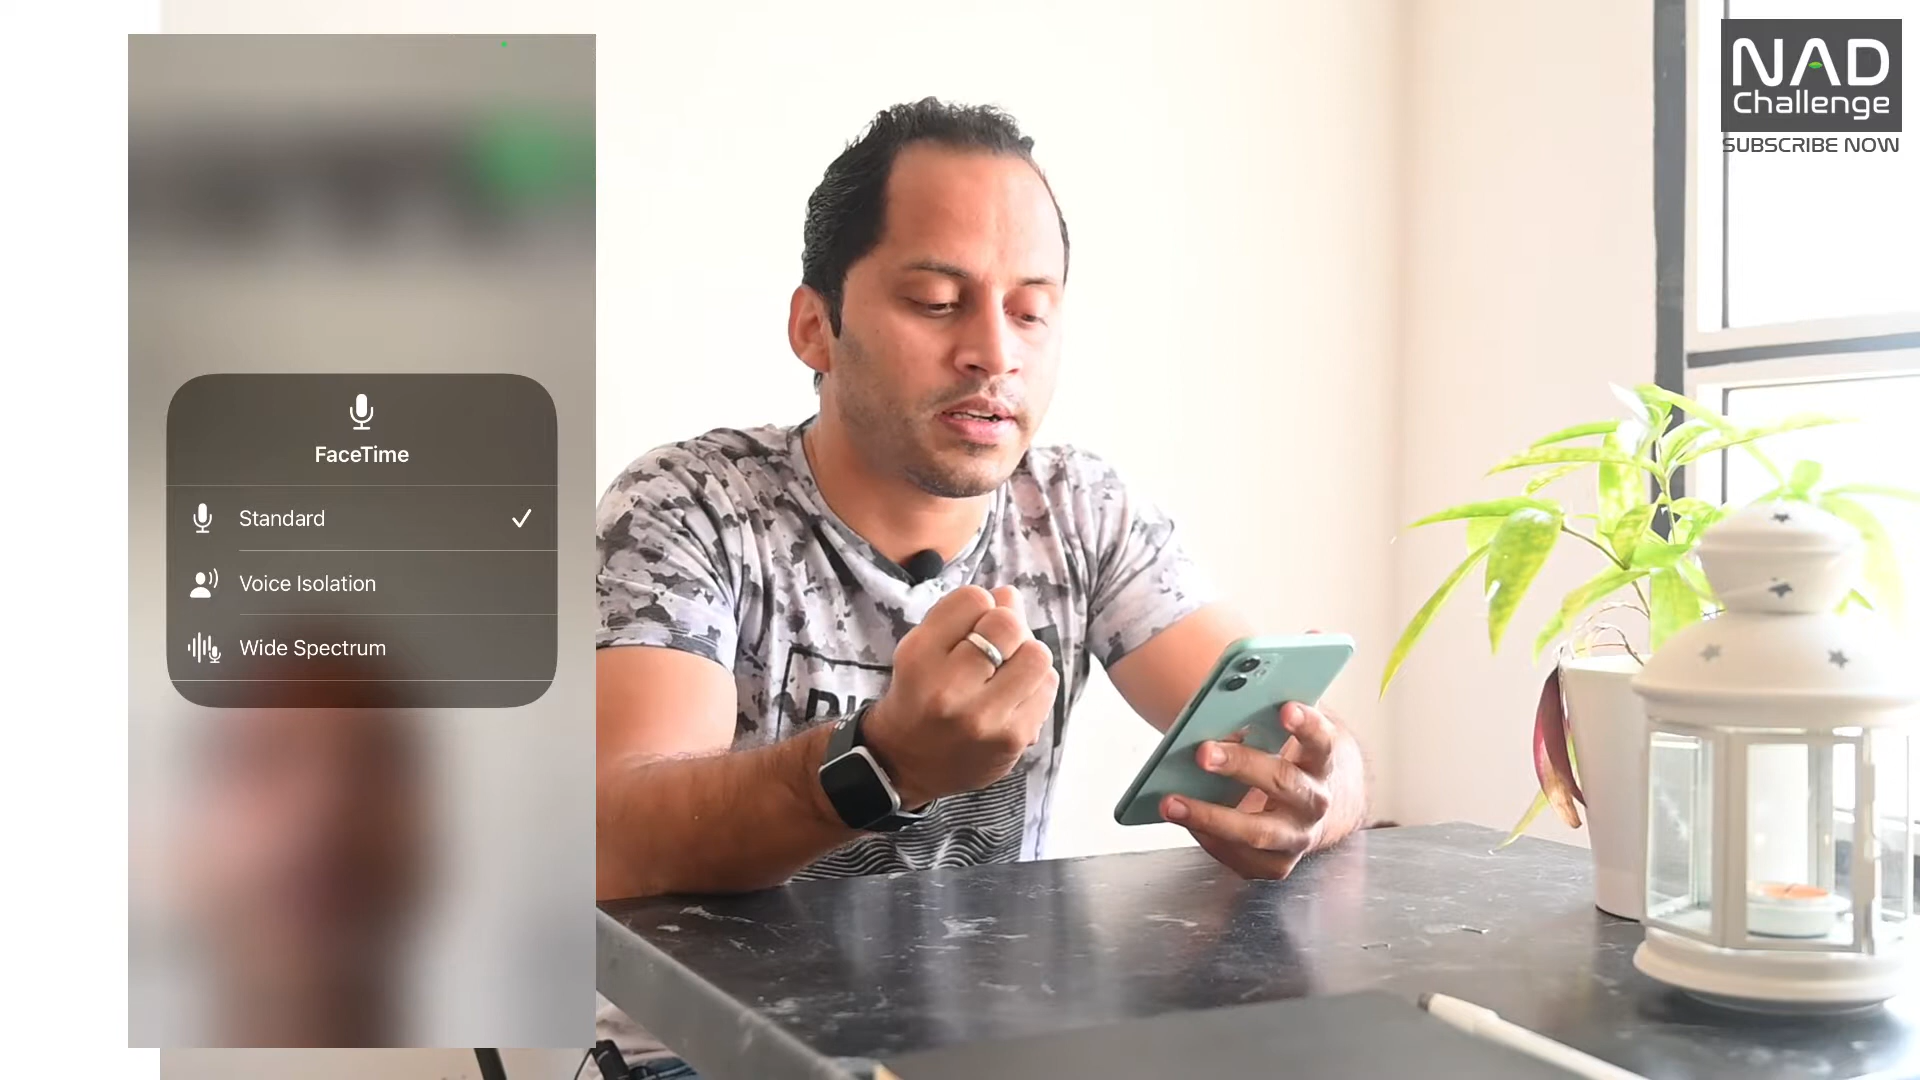 FaceTime
Standard
Voice Isolation
Wide Spectrum
NAD
Challenge
SUBSCRIBE NOW